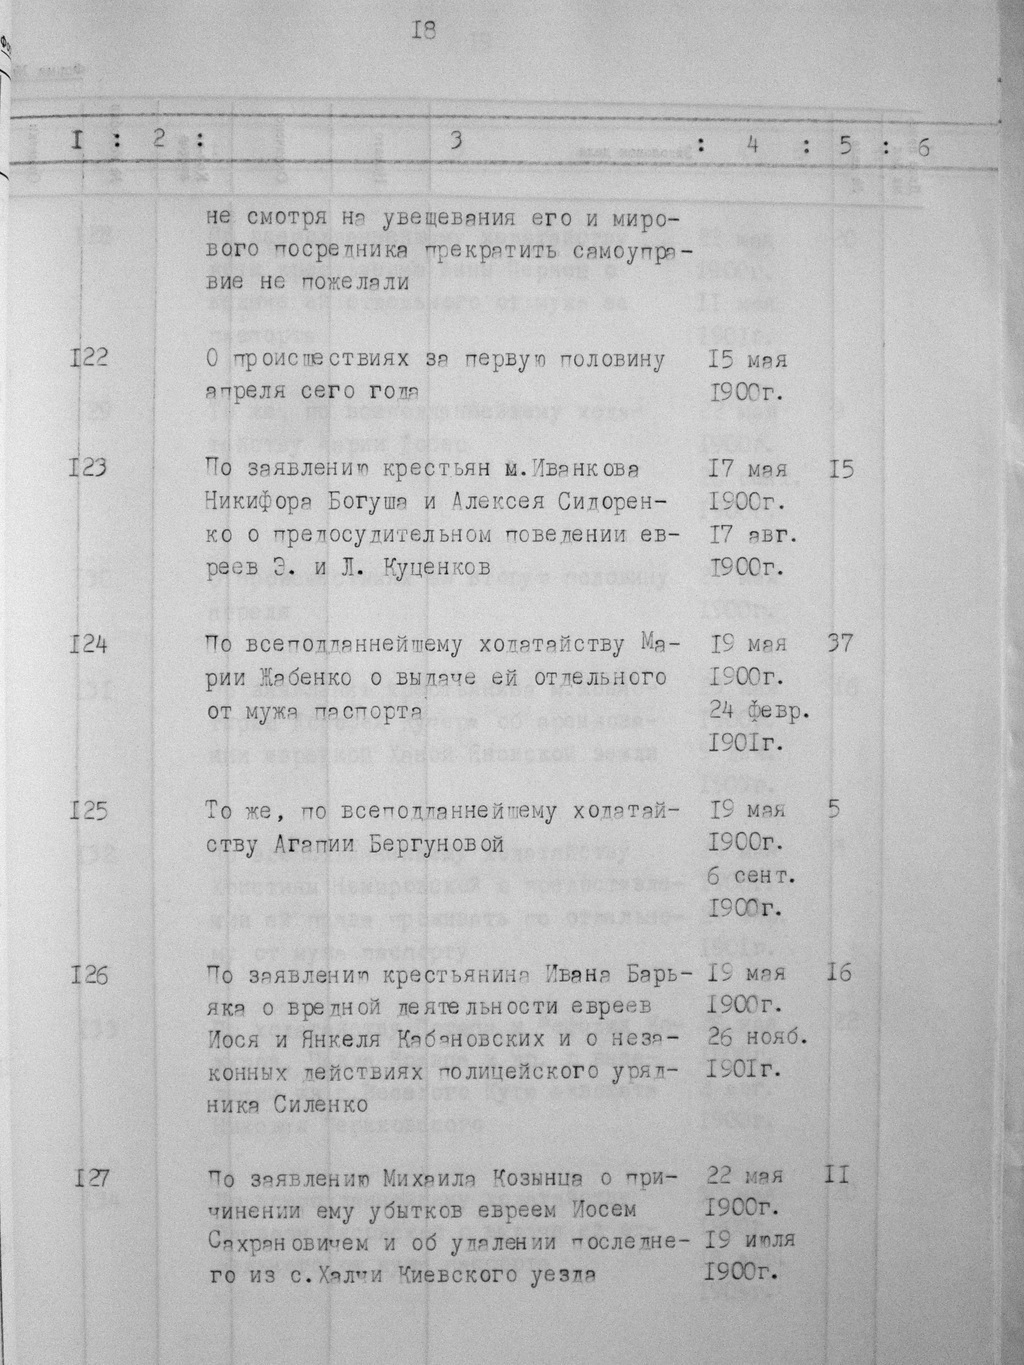 18
1 : 2 : 3 : 4 : 5 : 6
не смотря на увещевания его и миро-
вого посредника прекратить самоупра-
вие не пожелали
122 О происшествиях за первую половину 15 мая
апреля сего года 1900г.
123 По заявлению крестьян м.Иванкова 17 мая 15
Никифора Богуша и Алексея Сидорен- 1900г.
ко о предосудительном поведении ев- 17 авг.
реев Э. и Л. Куценков 1900г.
124 По всеподданнейшему ходатайству Ма- 19 мая 37
рии Жабенко о выдаче ей отдельного 1900г.
от мужа паспорта 24 февр.
1901г.
125 То же, по всеподданнейшему ходатай- 19 мая 5
ству Агапии Бергуновой 1900г.
6 сент.
1900г.
126 По заявлению крестьянина Ивана Барь- 19 мая 16
яка о вредной деятельности евреев 1900г.
Иося и Янкеля Кабановских и о неза- 26 нояб.
конных действиях полицейского уряд- 1901г.
ника Силенко
127 По заявлению Михаила Козынца о при- 22 мая 11
чинении ему убытков евреем Иосем 1900г.
Сахрановичем и об удалении последне- 19 июля
го из с.Халчи Киевского уезда 1900г.